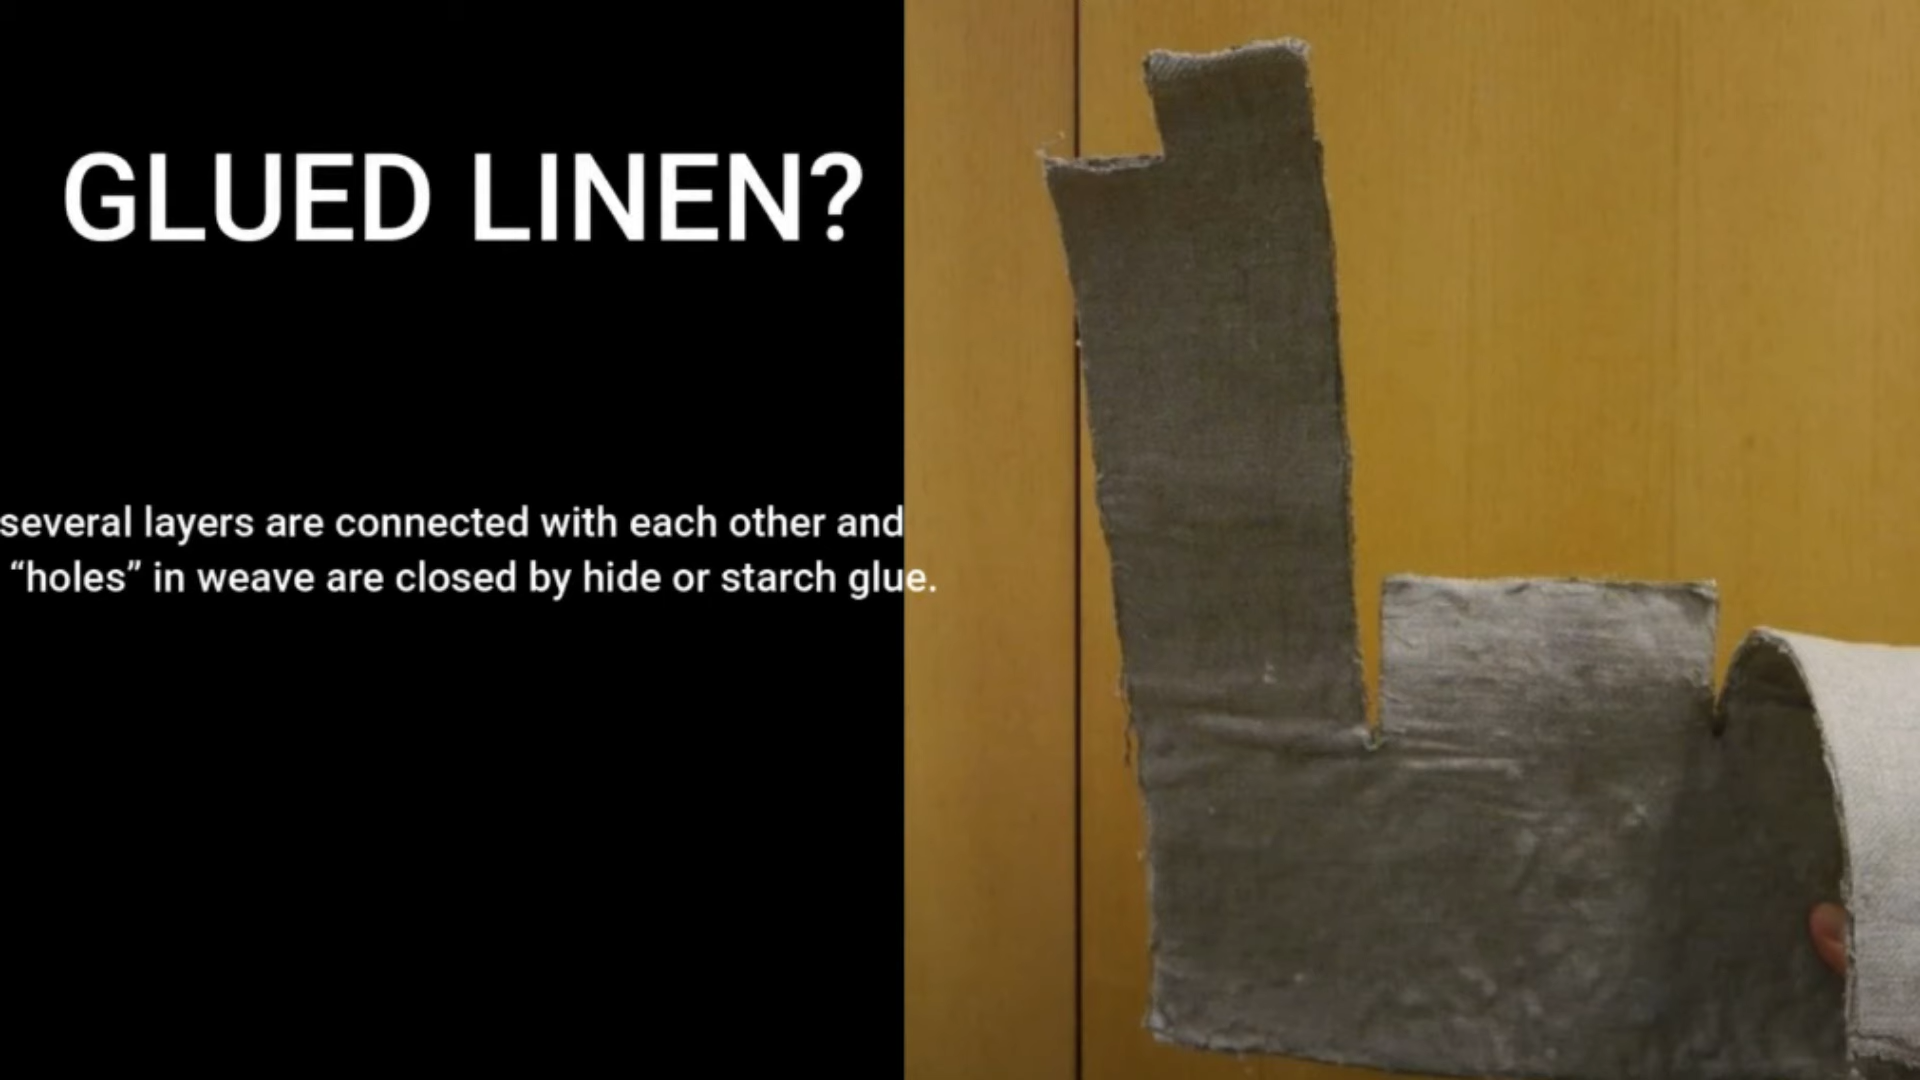 GLUED LINEN?
several layers are connected with each other and
“holes” in weave are closed by hide or starch glue.